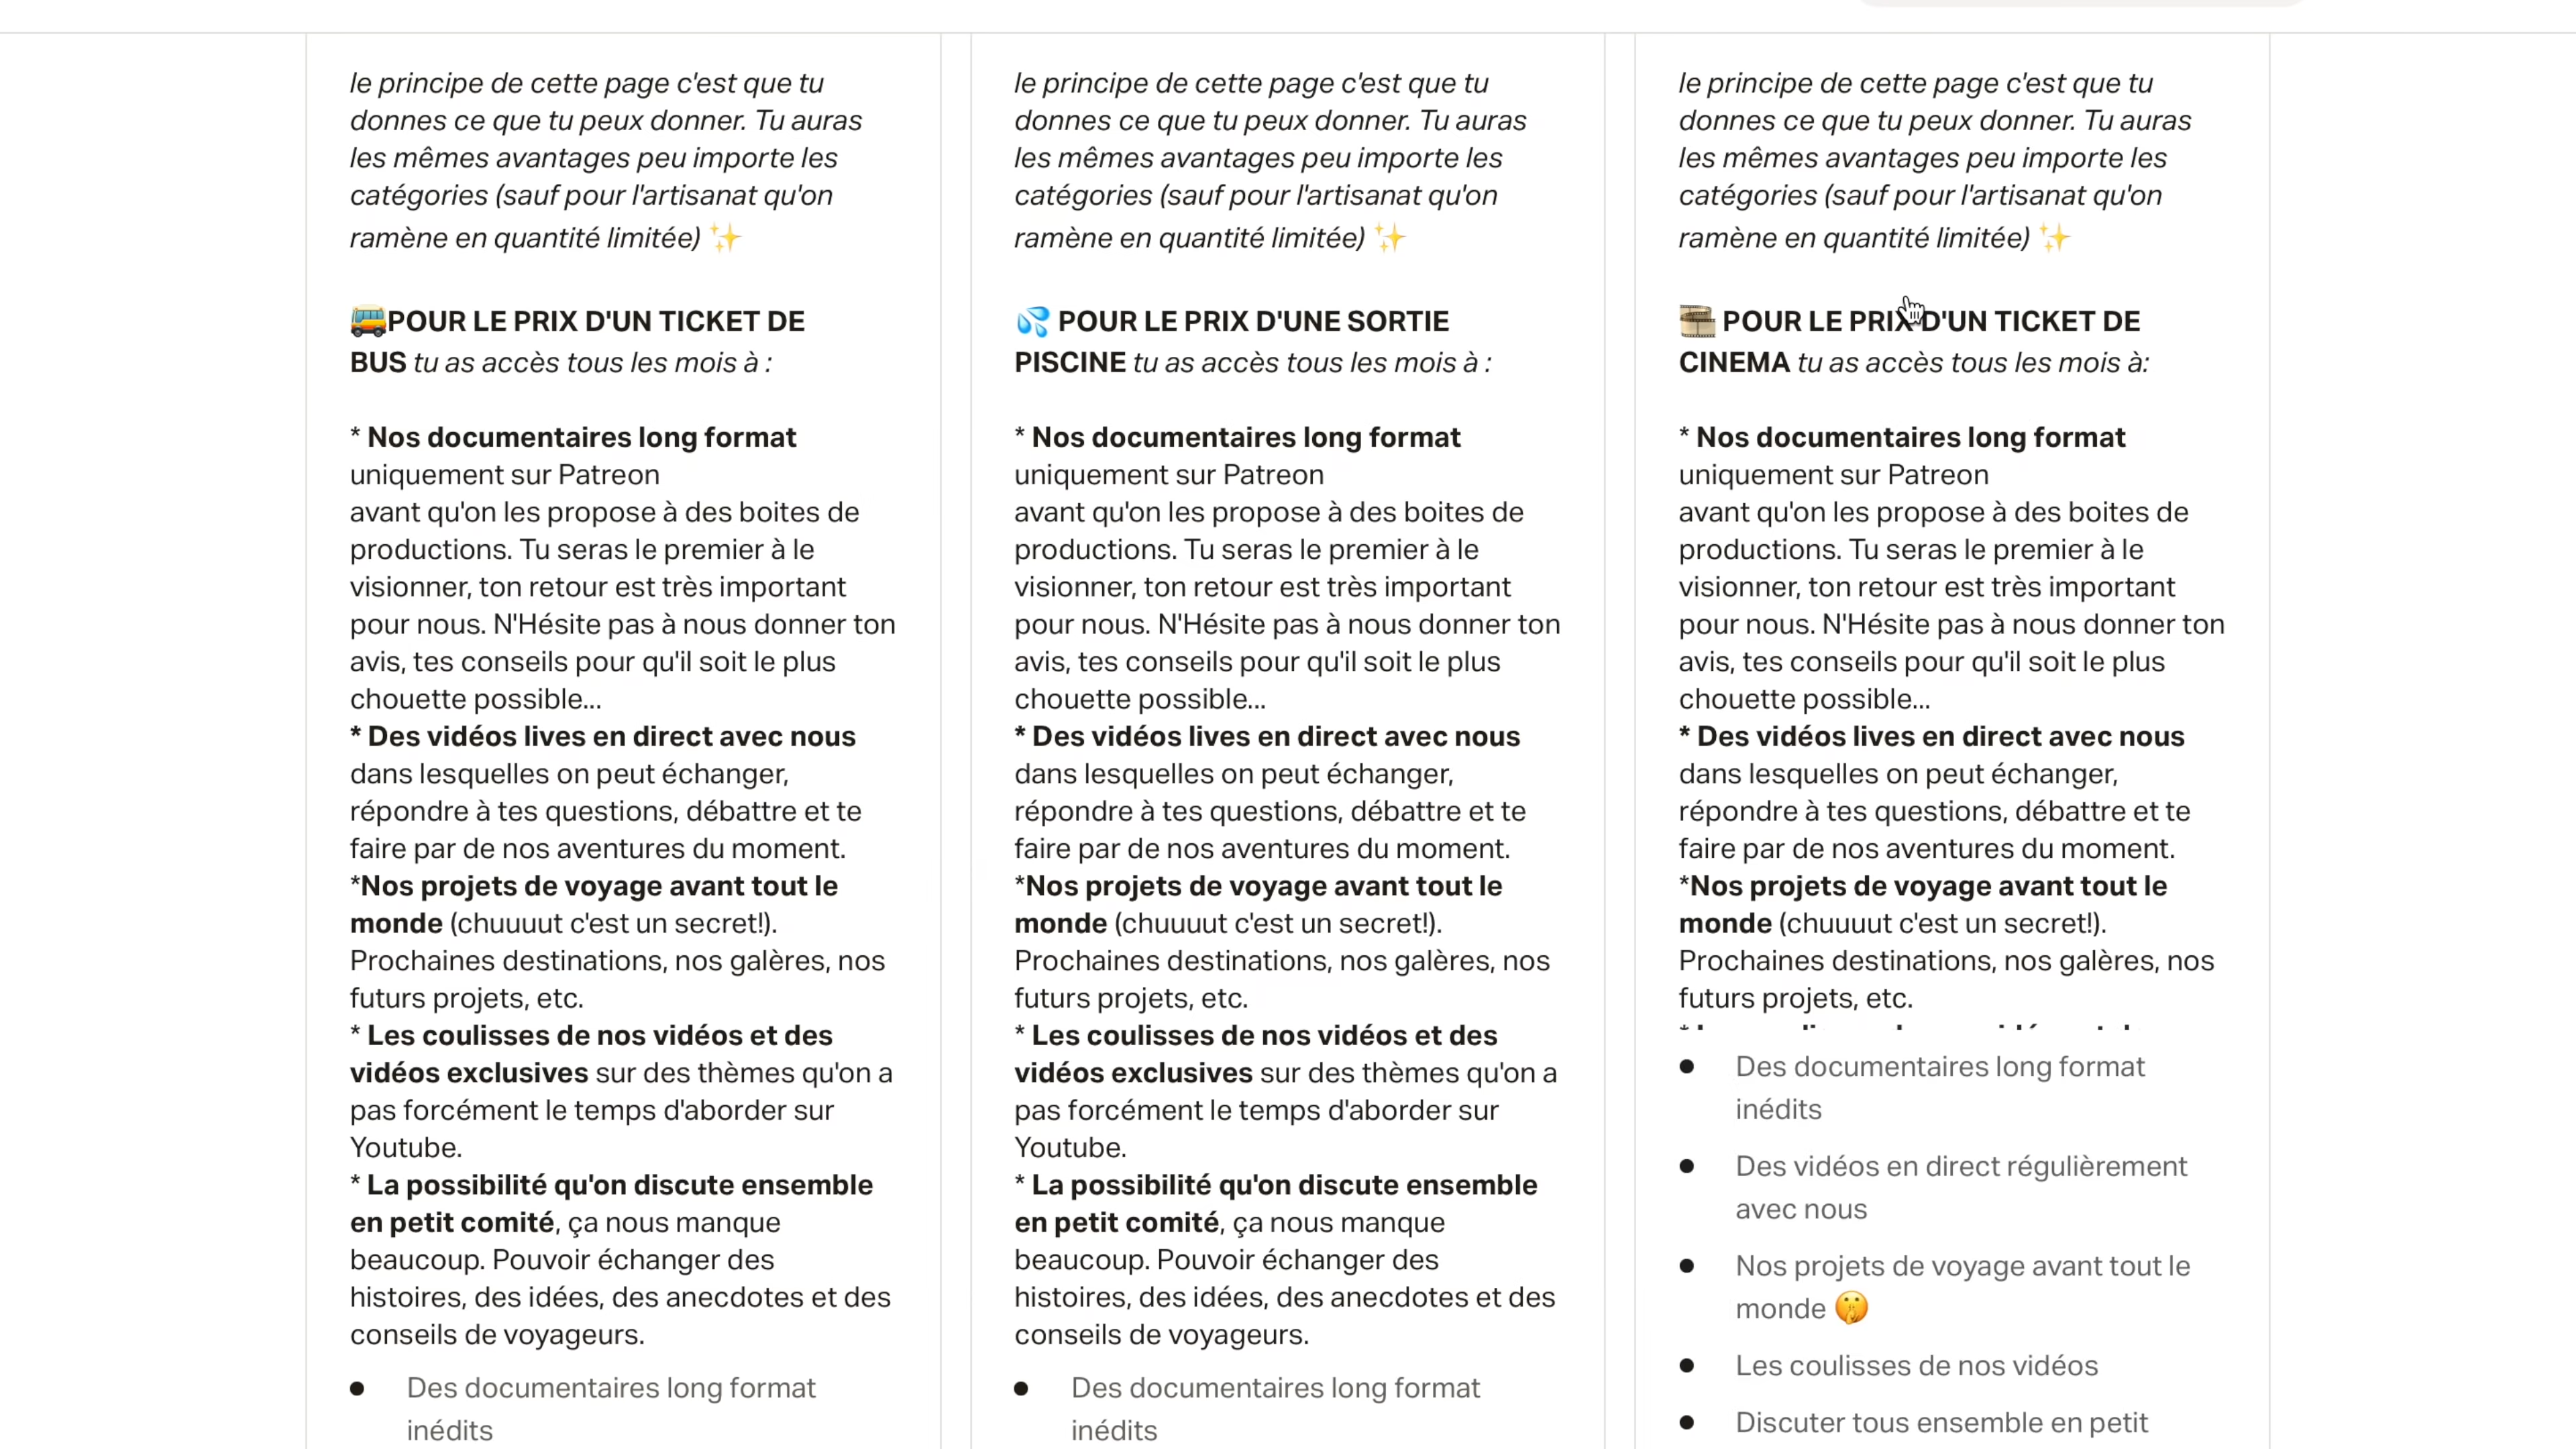 le principe de cette page c'est que tu
donnes ce que tu peux donner. Tu auras
les mêmes avantages peu importe les
catégories (sauf pour l'artisanat qu'on
ramène en quantité limitée) ✨
🚌POUR LE PRIX D'UN TICKET DE
BUS tu as accès tous les mois à :
* Nos documentaires long format
uniquement sur Patreon
avant qu'on les propose à des boites de
productions. Tu seras le premier à le
visionner, ton retour est très important
pour nous. N'Hésite pas à nous donner ton
avis, tes conseils pour qu'il soit le plus
chouette possible...
* Des vidéos lives en direct avec nous
dans lesquelles on peut échanger,
répondre à tes questions, débattre et te
faire par de nos aventures du moment.
*Nos projets de voyage avant tout le
monde (chuuuut c'est un secret!).
Prochaines destinations, nos galères, nos
futurs projets, etc.
* Les coulisses de nos vidéos et des
vidéos exclusives sur des thèmes qu'on a
pas forcément le temps d'aborder sur
Youtube.
* La possibilité qu'on discute ensemble
en petit comité, ça nous manque
beaucoup. Pouvoir échanger des
histoires, des idées, des anecdotes et des
conseils de voyageurs.
● Des documentaires long format
inédits
le principe de cette page c'est que tu
donnes ce que tu peux donner. Tu auras
les mêmes avantages peu importe les
catégories (sauf pour l'artisanat qu'on
ramène en quantité limitée) ✨
💦 POUR LE PRIX D'UNE SORTIE
PISCINE tu as accès tous les mois à :
* Nos documentaires long format
uniquement sur Patreon
avant qu'on les propose à des boites de
productions. Tu seras le premier à le
visionner, ton retour est très important
pour nous. N'Hésite pas à nous donner ton
avis, tes conseils pour qu'il soit le plus
chouette possible...
* Des vidéos lives en direct avec nous
dans lesquelles on peut échanger,
répondre à tes questions, débattre et te
faire par de nos aventures du moment.
*Nos projets de voyage avant tout le
monde (chuuuut c'est un secret!).
Prochaines destinations, nos galères, nos
futurs projets, etc.
* Les coulisses de nos vidéos et des
vidéos exclusives sur des thèmes qu'on a
pas forcément le temps d'aborder sur
Youtube.
* La possibilité qu'on discute ensemble
en petit comité, ça nous manque
beaucoup. Pouvoir échanger des
histoires, des idées, des anecdotes et des
conseils de voyageurs.
● Des documentaires long format
inédits
le principe de cette page c'est que tu
donnes ce que tu peux donner. Tu auras
les mêmes avantages peu importe les
catégories (sauf pour l'artisanat qu'on
ramène en quantité limitée) ✨
🎞️ POUR LE PRIX D'UN TICKET DE
CINEMA tu as accès tous les mois à:
* Nos documentaires long format
uniquement sur Patreon
avant qu'on les propose à des boites de
productions. Tu seras le premier à le
visionner, ton retour est très important
pour nous. N'Hésite pas à nous donner ton
avis, tes conseils pour qu'il soit le plus
chouette possible...
* Des vidéos lives en direct avec nous
dans lesquelles on peut échanger,
répondre à tes questions, débattre et te
faire par de nos aventures du moment.
*Nos projets de voyage avant tout le
monde (chuuuut c'est un secret!).
Prochaines destinations, nos galères, nos
futurs projets, etc.
● Des documentaires long format
inédits
● Des vidéos en direct régulièrement
avec nous
● Nos projets de voyage avant tout le
monde 🤫
● Les coulisses de nos vidéos
● Discuter tous ensemble en petit